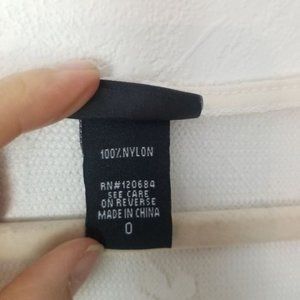 100%NYLON
RN#120684
SEE CARE
ON REVERSE
MADE IN CHINA
0